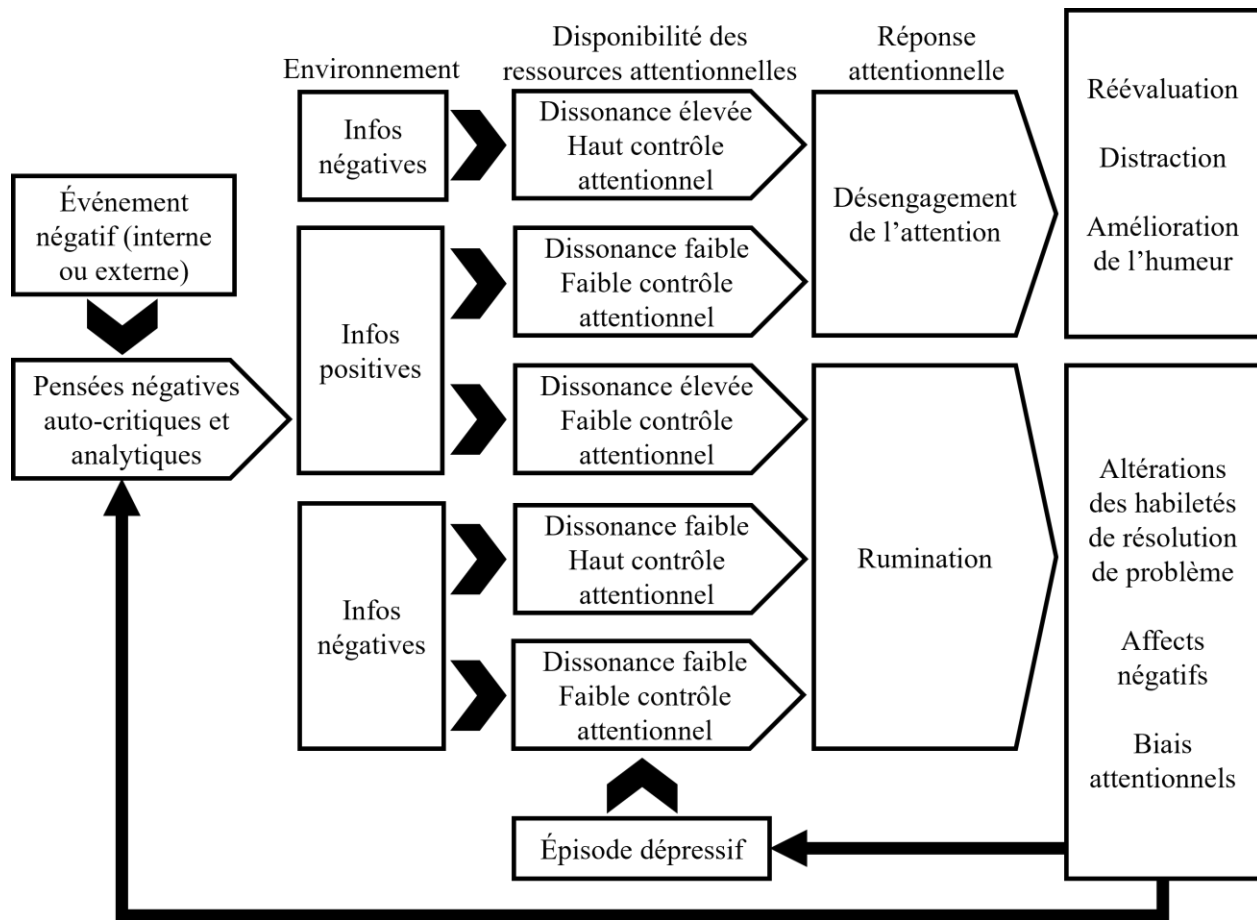 Environnement
Disponibilité des
ressources attentionnelles
Réponse
attentionnelle
Événement
négatif (interne
ou externe)
Pensées négatives
auto-critiques et
analytiques
Infos
négatives
Infos
positives
Infos
négatives
Dissonance élevée
Haut contrôle
attentionnel
Dissonance faible
Faible contrôle
attentionnel
Dissonance élevée
Faible contrôle
attentionnel
Dissonance faible
Haut contrôle
attentionnel
Dissonance faible
Faible contrôle
attentionnel
Épisode dépressif
Désengagement
de l’attention
Rumination
Réévaluation
Distraction
Amélioration
de l’humeur
Altérations
des habiletés
de résolution
de problème
Affects
négatifs
Biais
attentionnels